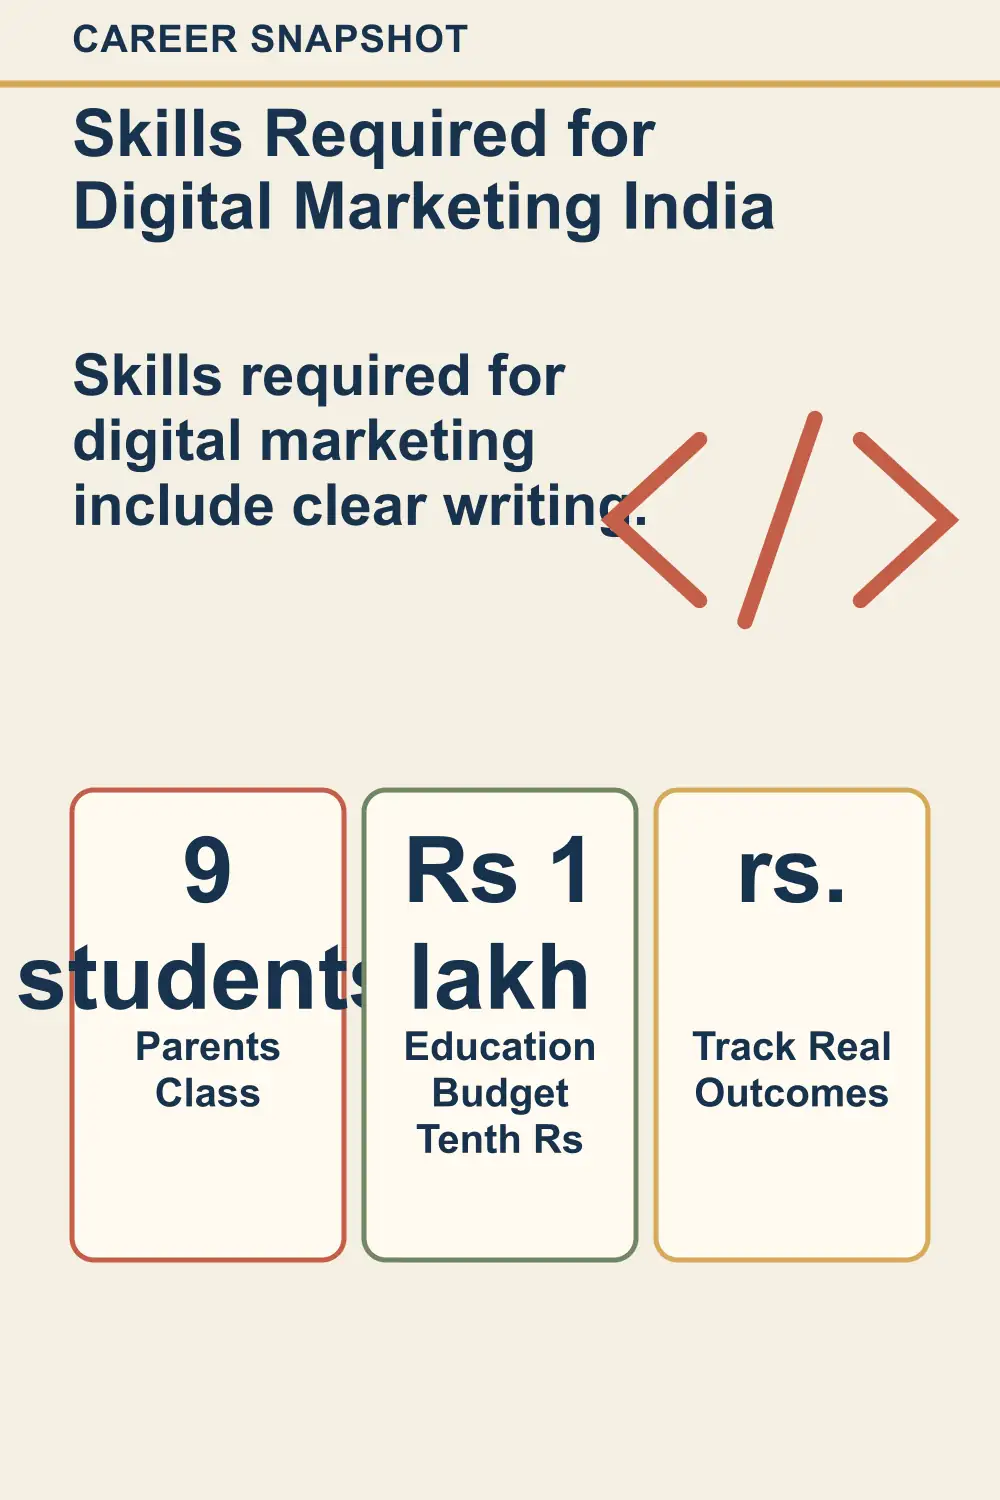 CAREER SNAPSHOT
Skills Required for
Digital Marketing India
Skills required for
digital marketing
include clear writing.
9
students
Parents
Class
Rs 1
lakh
Education
Budget
Tenth Rs
rs.
Track Real
Outcomes